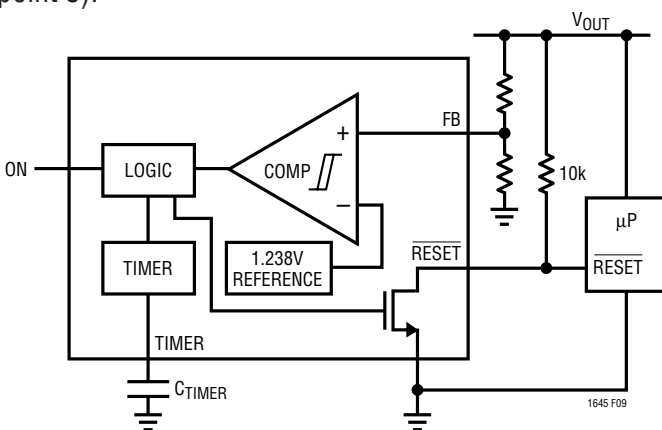 point 3).
V_OUT
FB
ON
LOGIC
COMP
+
−
10k
µP
1.238V
REFERENCE
RESET
RESET
TIMER
TIMER
C_TIMER
1645 F09